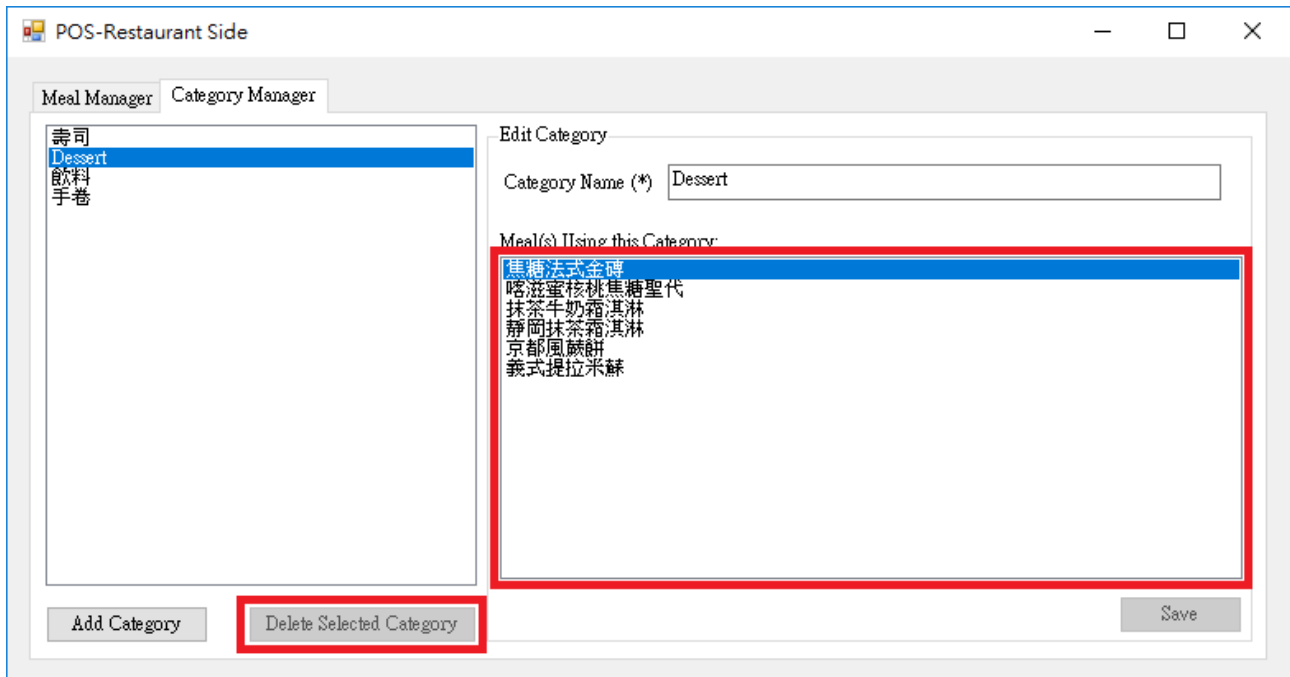 POS-Restaurant Side
Meal Manager
Category Manager
壽司
Dessert
飲料
手卷
Edit Category
Category Name (*)
Dessert
Meal(s) Using this Category:
焦糖法式金磚
喀滋蜜核桃焦糖聖代
抹茶牛奶霜淇淋
靜岡抹茶霜淇淋
京都風蕨餅
義式提拉米蘇
Add Category
Delete Selected Category
Save